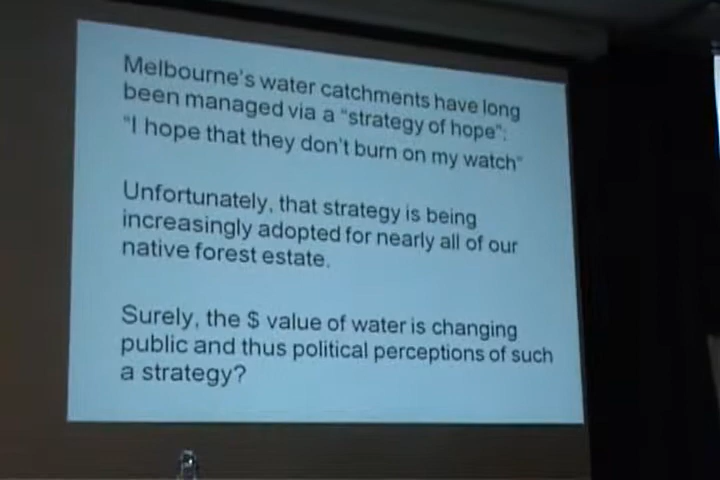 Melbourne's water catchments have long
been managed via a "strategy of hope":
"I hope that they don't burn on my watch"
Unfortunately, that strategy is being
increasingly adopted for nearly all of our
native forest estate.
Surely, the $ value of water is changing
public and thus political perceptions of such
a strategy?